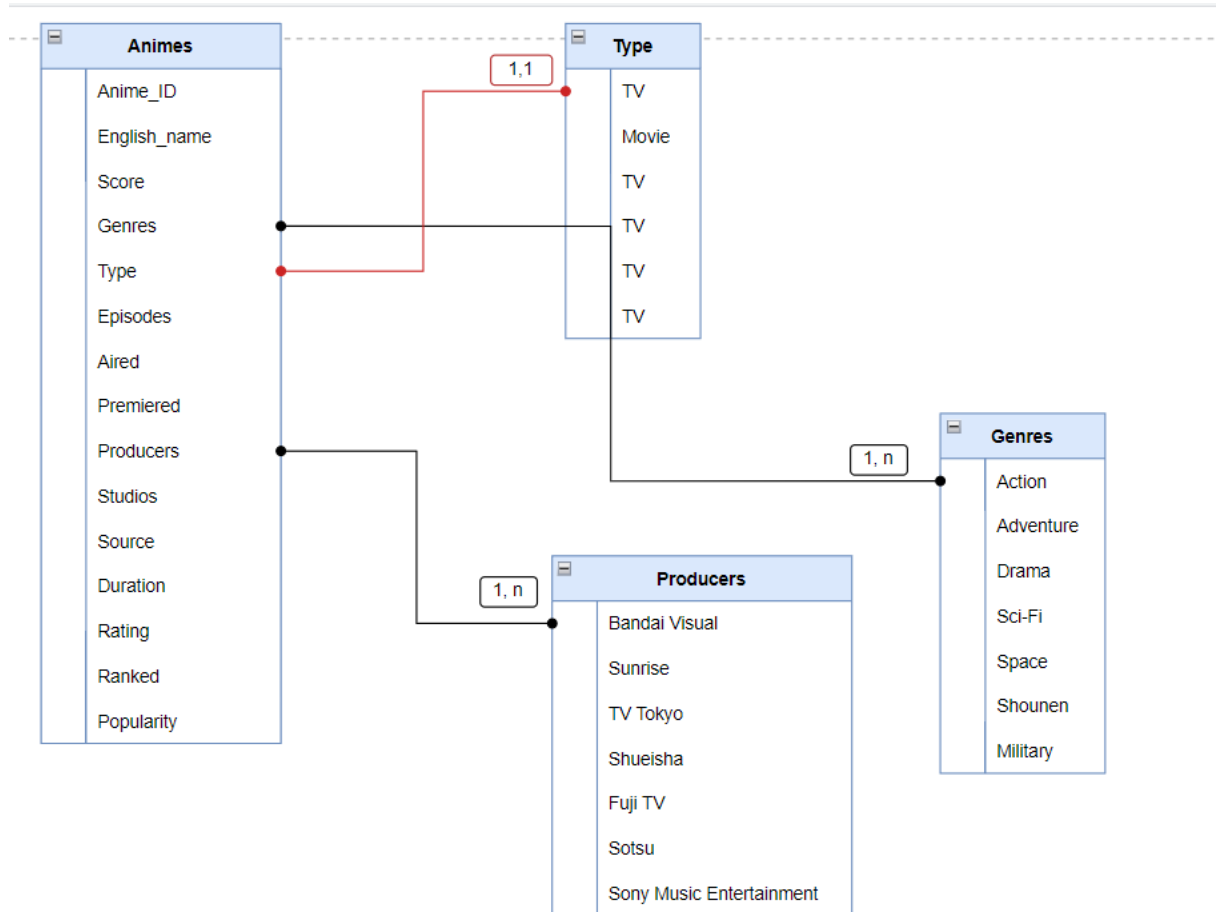 Animes
Anime_ID
English_name
Score
Genres
Type
Episodes
Aired
Premiered
Producers
Studios
Source
Duration
Rating
Ranked
Popularity
1,1
Type
TV
Movie
TV
TV
TV
TV
1, n
Genres
Action
Adventure
Drama
Sci-Fi
Space
Shounen
Military
1, n
Producers
Bandai Visual
Sunrise
TV Tokyo
Shueisha
Fuji TV
Sotsu
Sony Music Entertainment